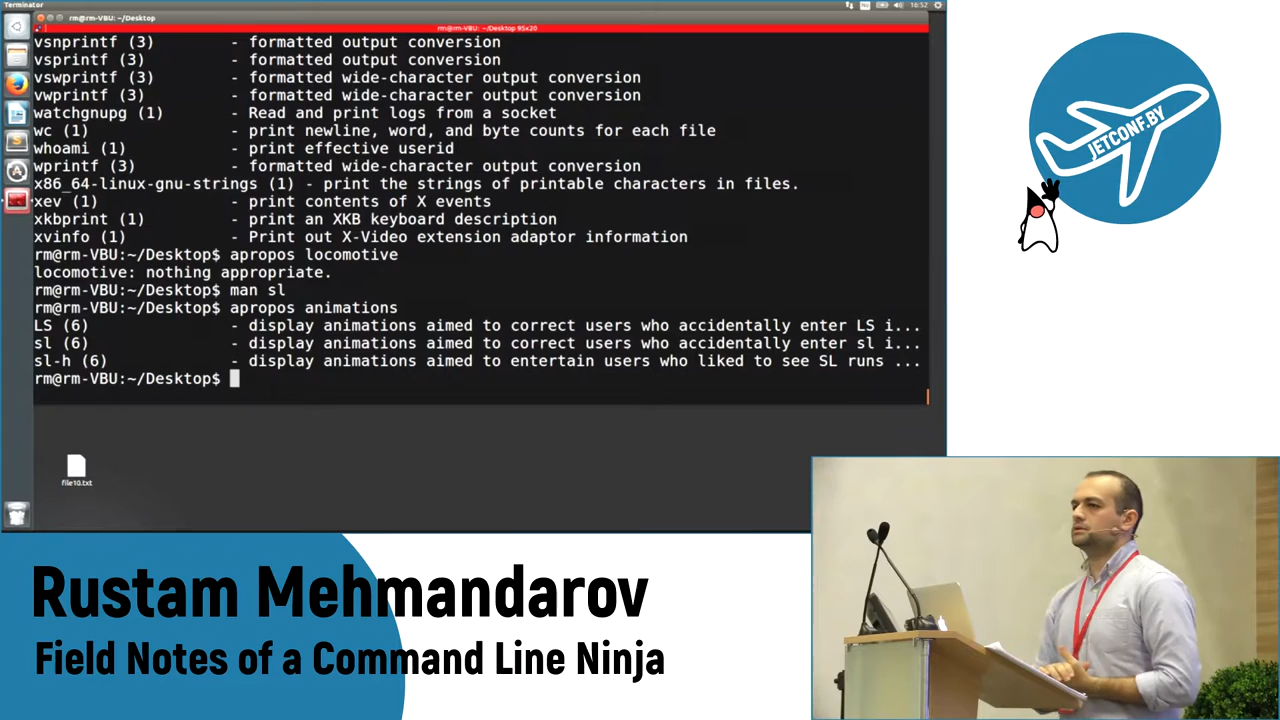 Terminator
16:52
rm@rm-VBU: ~/Desktop
rm@rm-VBU: ~/Desktop 95x20
vsnprintf (3) - formatted output conversion
vsprintf (3) - formatted output conversion
vswprintf (3) - formatted wide-character output conversion
vwprintf (3) - formatted wide-character output conversion
watchgnupg (1) - Read and print logs from a socket
wc (1) - print newline, word, and byte counts for each file
whoami (1) - print effective userid
wprintf (3) - formatted wide-character output conversion
x86_64-linux-gnu-strings (1) - print the strings of printable characters in files.
xev (1) - print contents of X events
xkbprint (1) - print an XKB keyboard description
xvinfo (1) - Print out X-Video extension adaptor information
rm@rm-VBU:~/Desktop$ apropos locomotive
locomotive: nothing appropriate.
rm@rm-VBU:~/Desktop$ man sl
rm@rm-VBU:~/Desktop$ apropos animations
LS (6) - display animations aimed to correct users who accidentally enter LS i...
sl (6) - display animations aimed to correct users who accidentally enter sl i...
sl-h (6) - display animations aimed to entertain users who liked to see SL runs ...
rm@rm-VBU:~/Desktop$
file10.txt
JETCONF.BY
Rustam Mehmandarov
Field Notes of a Command Line Ninja